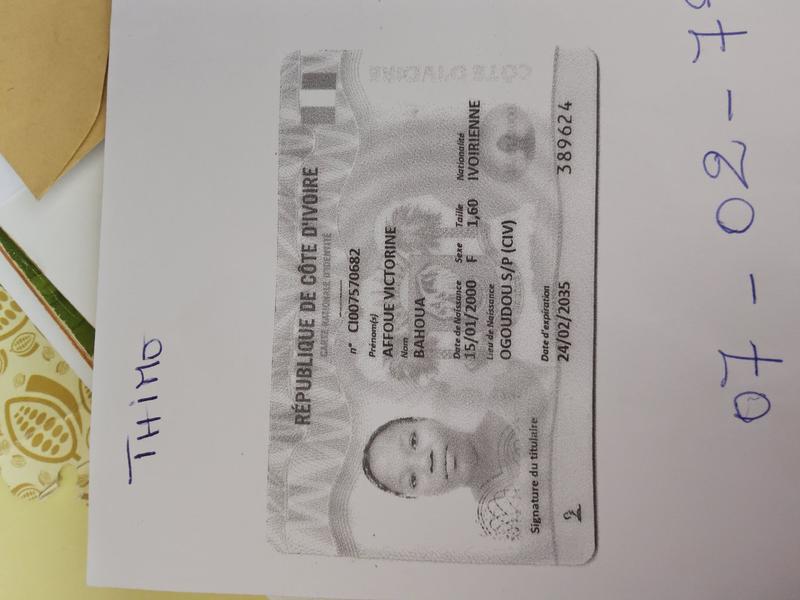 THIMO
RÉPUBLIQUE DE CÔTE D'IVOIRE
CARTE NATIONALE D'IDENTITÉ
n° CI007570682
Prénom(s)
AFFOUE VICTORINE
Nom
BAHOUA
Date de Naissance Sexe Taille Nationalité
15/01/2000 F 1,60 IVOIRIENNE
Lieu de Naissance
OGOUDOU S/P (CIV)
CÔTE D'IVOIRE
Date d'expiration
24/02/2035
389624
Signature du titulaire
07-02-79